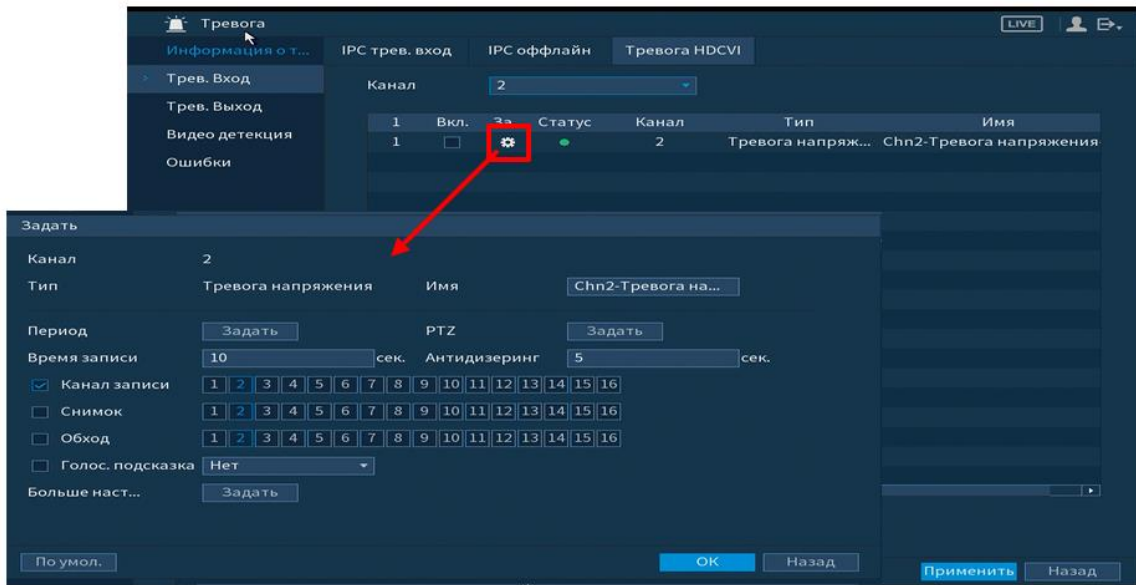 Тревога LIVE
Информация о т... IPC трев. вход IPC оффлайн Тревога HDCVI
Трев. Вход
Канал 2
Трев. Выход
1 Вкл. За... Статус Канал Тип Имя
Видео детекция
1 2 Тревога напряж... Chn2-Тревога напряжения-
Ошибки
Задать
Канал 2
Тип Тревога напряжения Имя Chn2-Тревога на...
Период Задать PTZ Задать
Время записи 10 сек. Антидизеринг 5 сек.
Канал записи 1 2 3 4 5 6 7 8 9 10 11 12 13 14 15 16
Снимок 1 2 3 4 5 6 7 8 9 10 11 12 13 14 15 16
Обход 1 2 3 4 5 6 7 8 9 10 11 12 13 14 15 16
Голос. подсказка Нет
Больше наст... Задать
По умол. OK Назад
Применить Назад